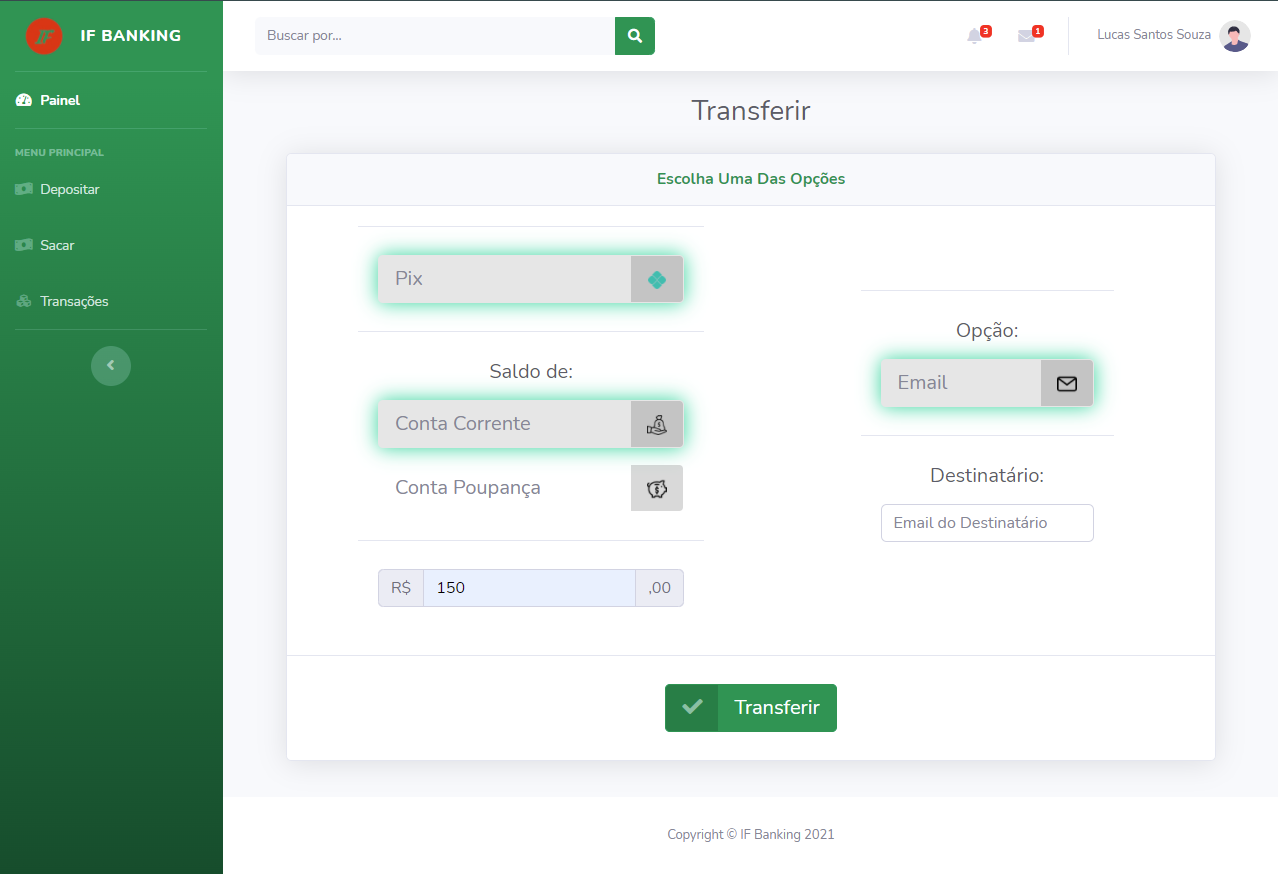 IF
IF BANKING
Painel
MENU PRINCIPAL
Depositar
Sacar
Transações
Buscar por...
3
1
Lucas Santos Souza
Transferir
Escolha Uma Das Opções
Pix
Saldo de:
Conta Corrente
Conta Poupança
R$ 150 ,00
Opção:
Email
Destinatário:
Email do Destinatário
Transferir
Copyright © IF Banking 2021